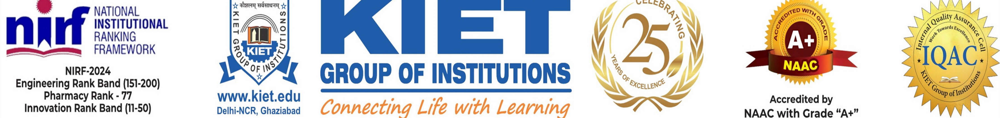 nirf
NATIONAL
INSTITUTIONAL
RANKING
FRAMEWORK
NIRF-2024
Engineering Rank Band (151-200)
Pharmacy Rank - 77
Innovation Rank Band (11-50)
कौशलम् सर्वसाधनम्
KIET GROUP OF INSTITUTIONS
KIET
www.kiet.edu
Delhi-NCR, Ghaziabad
KIET
GROUP OF INSTITUTIONS
Connecting Life with Learning
CELEBRATING
25
YEARS OF EXCELLENCE
ACCREDITED WITH GRADE
A+
NAAC
Accredited by
NAAC with Grade “A+”
Internal Quality Assurance Cell
Work Towards Excellence
IQAC
KIET Group of Institutions